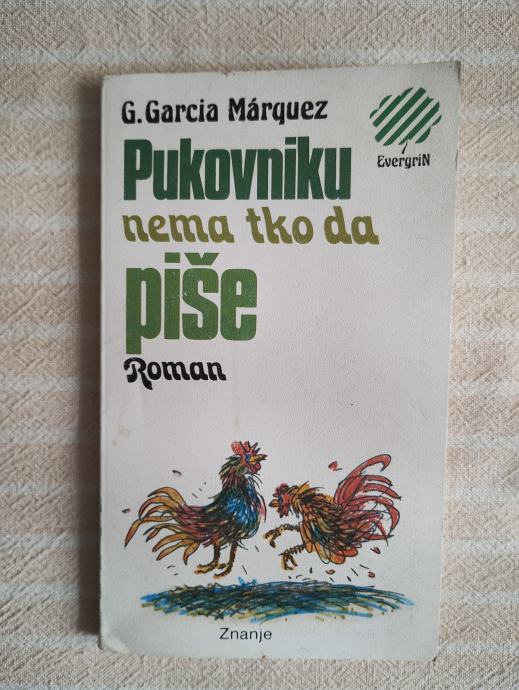 G. Garcia Márquez
EvergriN
Pukovniku
nema tko da
piše
Roman
Znanje